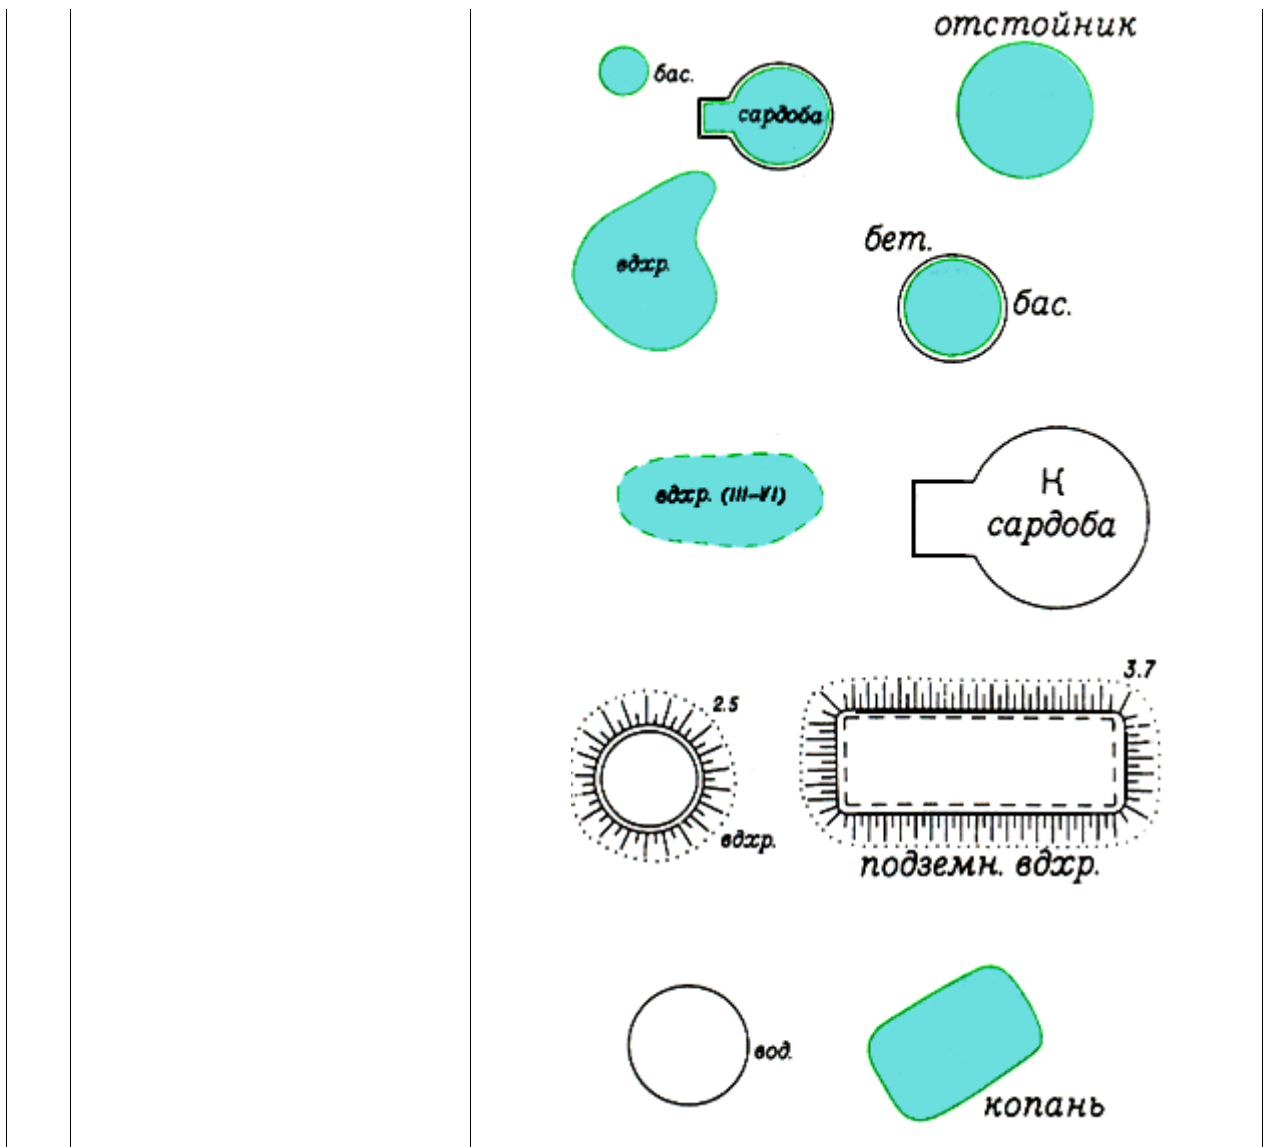 отстойник
бас.
сардоба
вдхр.
бет.
бас.
вдхр. (III–VI)
Н
сардоба
2.5
вдхр.
3.7
подземн. вдхр.
вод.
копань